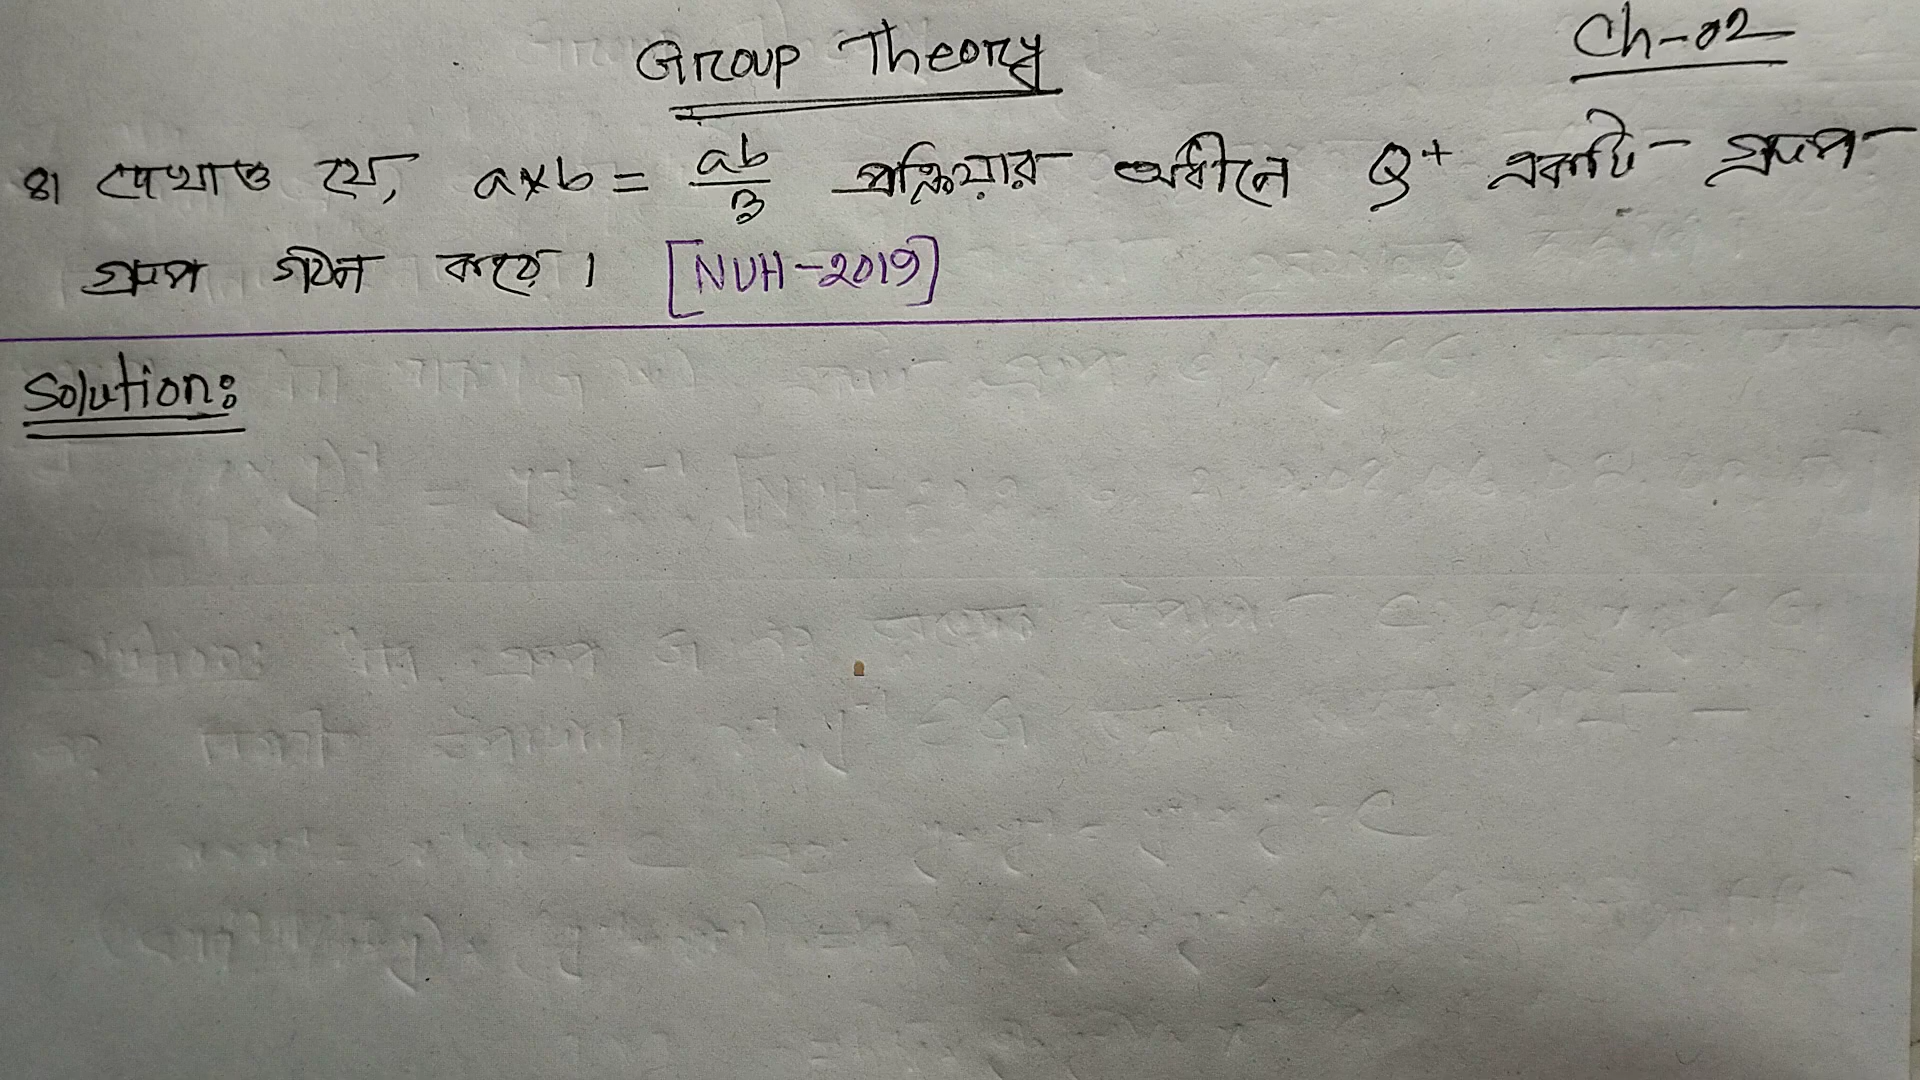 Group Theory
Ch-02
৪। দেখাও যে, a*b = ab/3 প্রক্রিয়ার অধীনে Q+ একটি গ্রুপ
গ্রুপ গঠন করে। [NUH-2019]
Solution: